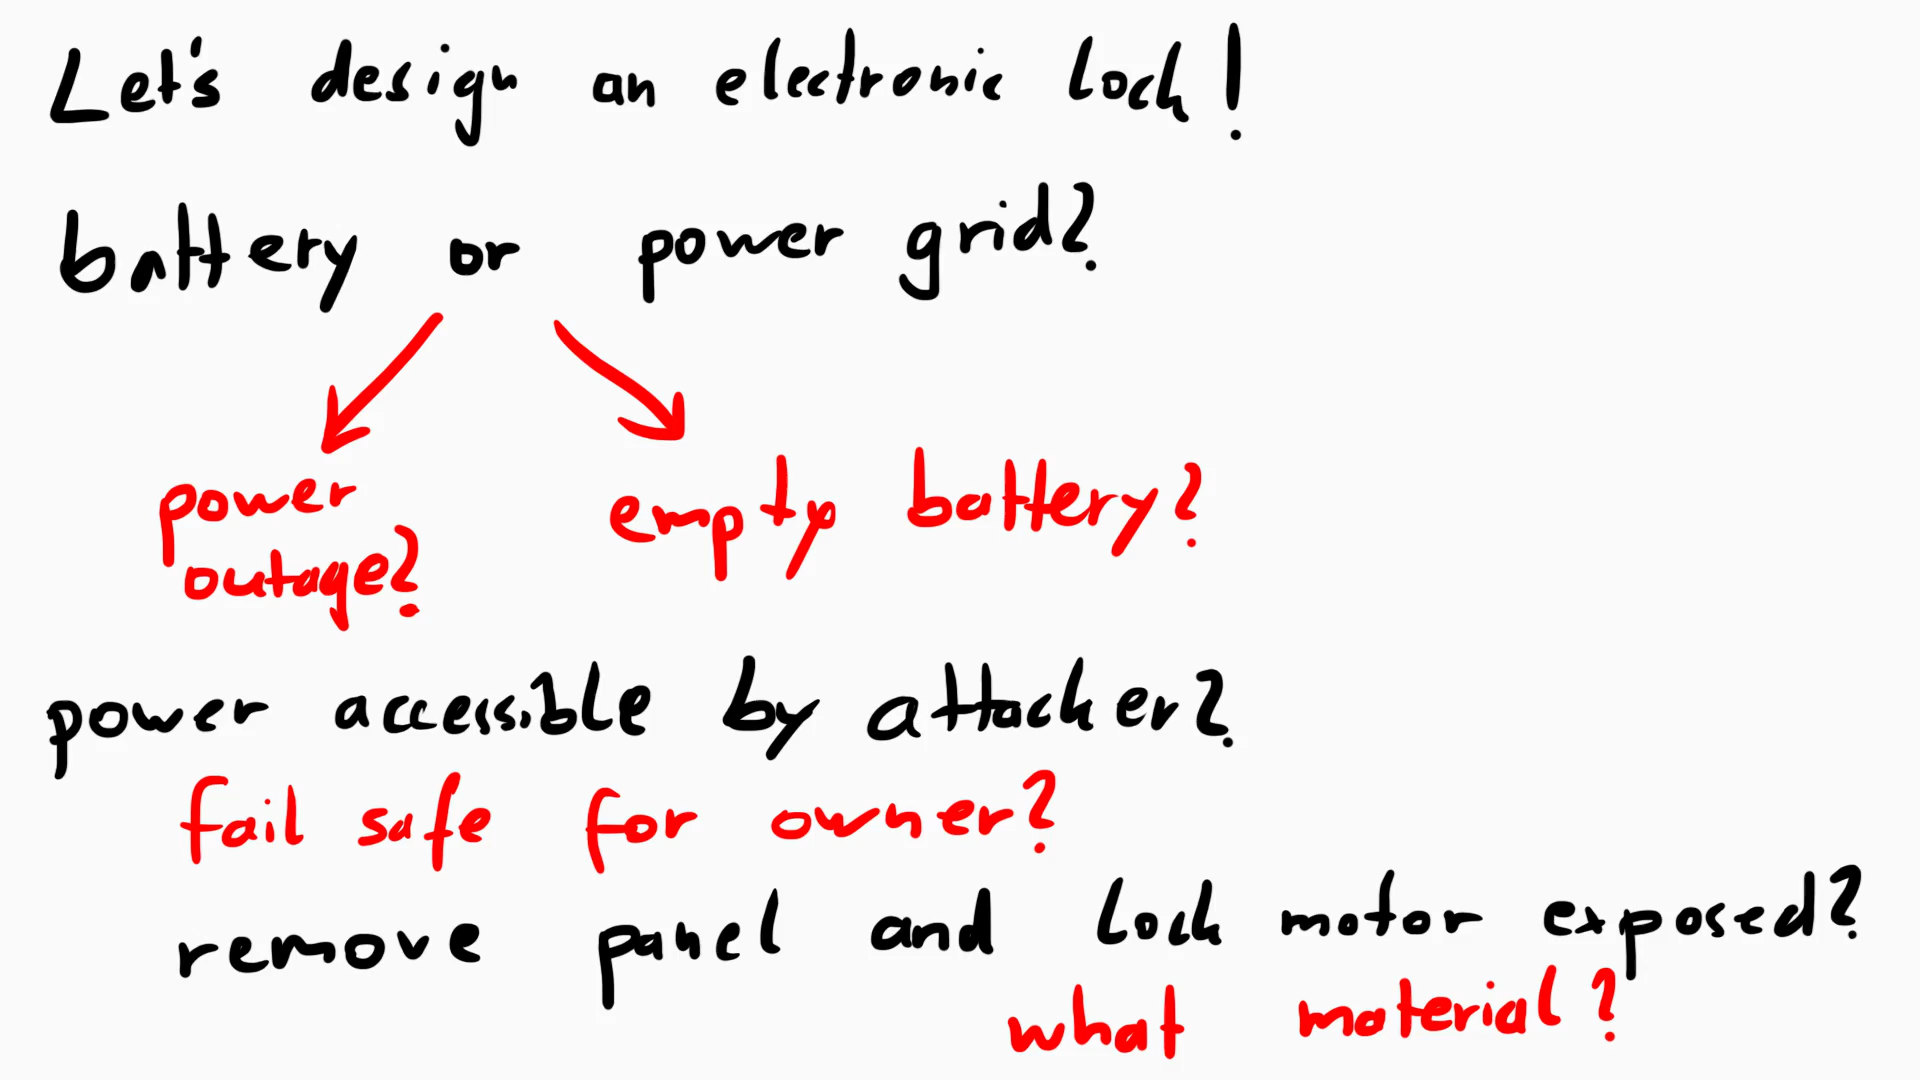 Let's design an electronic lock!
battery or power grid?
power
outage?
empty battery?
power accessible by attacker?
fail safe for owner?
remove panel and lock motor exposed?
what material?